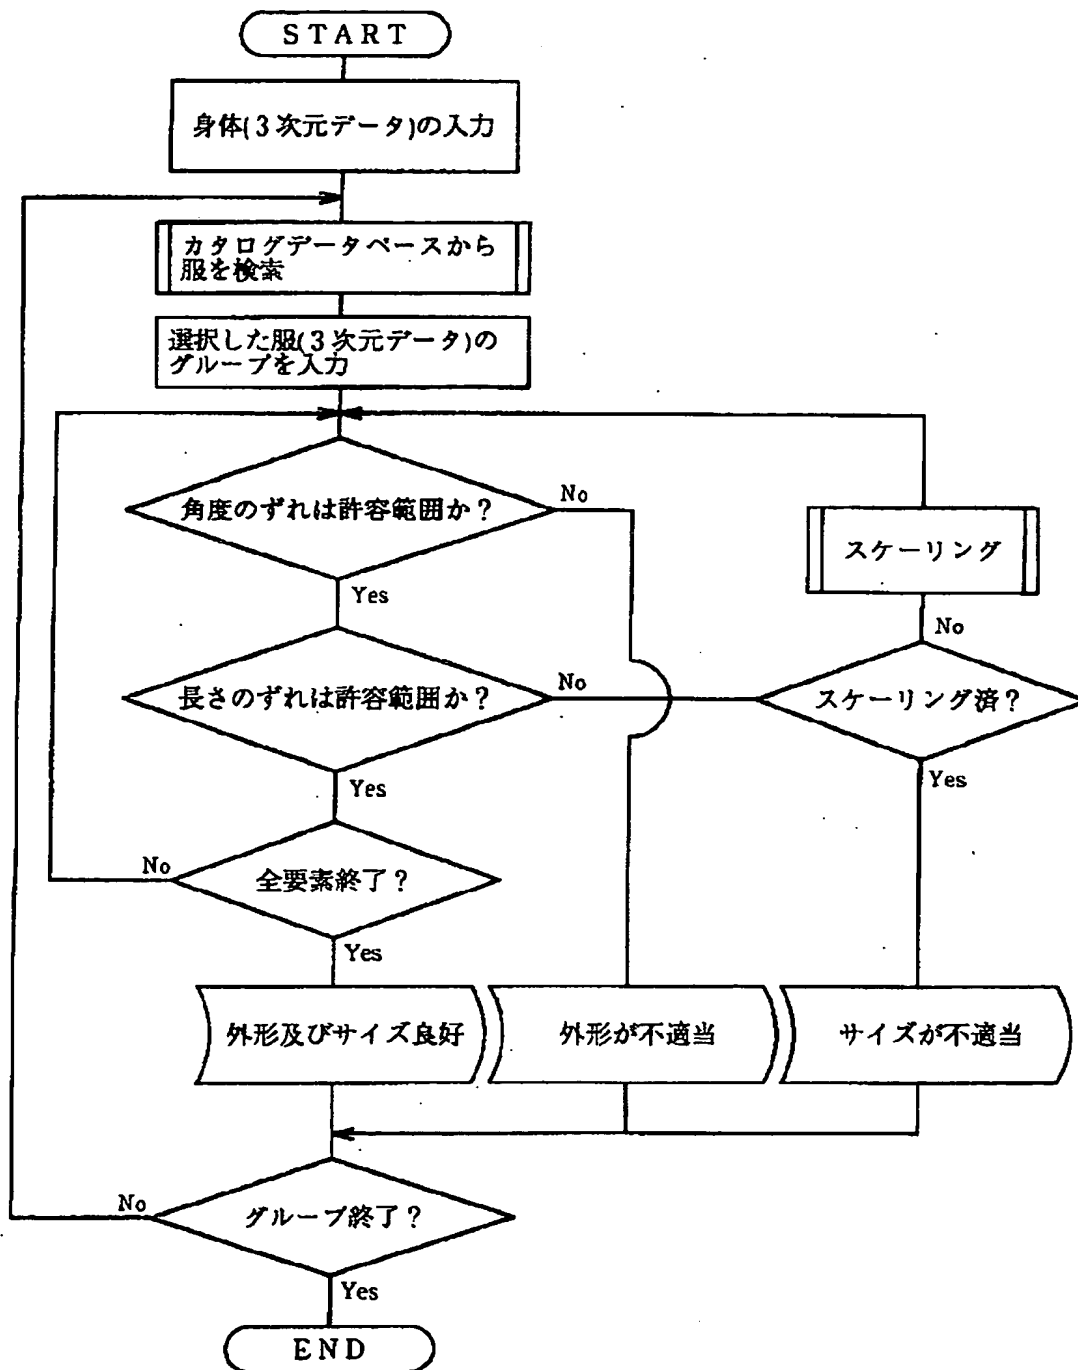 START
身体(3次元データ)の入力
カタログデータベースから
服を検索
選択した服(3次元データ)の
グループを入力
角度のずれは許容範囲か?
No
Yes
スケーリング
No
長さのずれは許容範囲か?
No
スケーリング済?
Yes
Yes
全要素終了?
No
Yes
外形及びサイズ良好
外形が不適当
サイズが不適当
グループ終了?
No
Yes
END